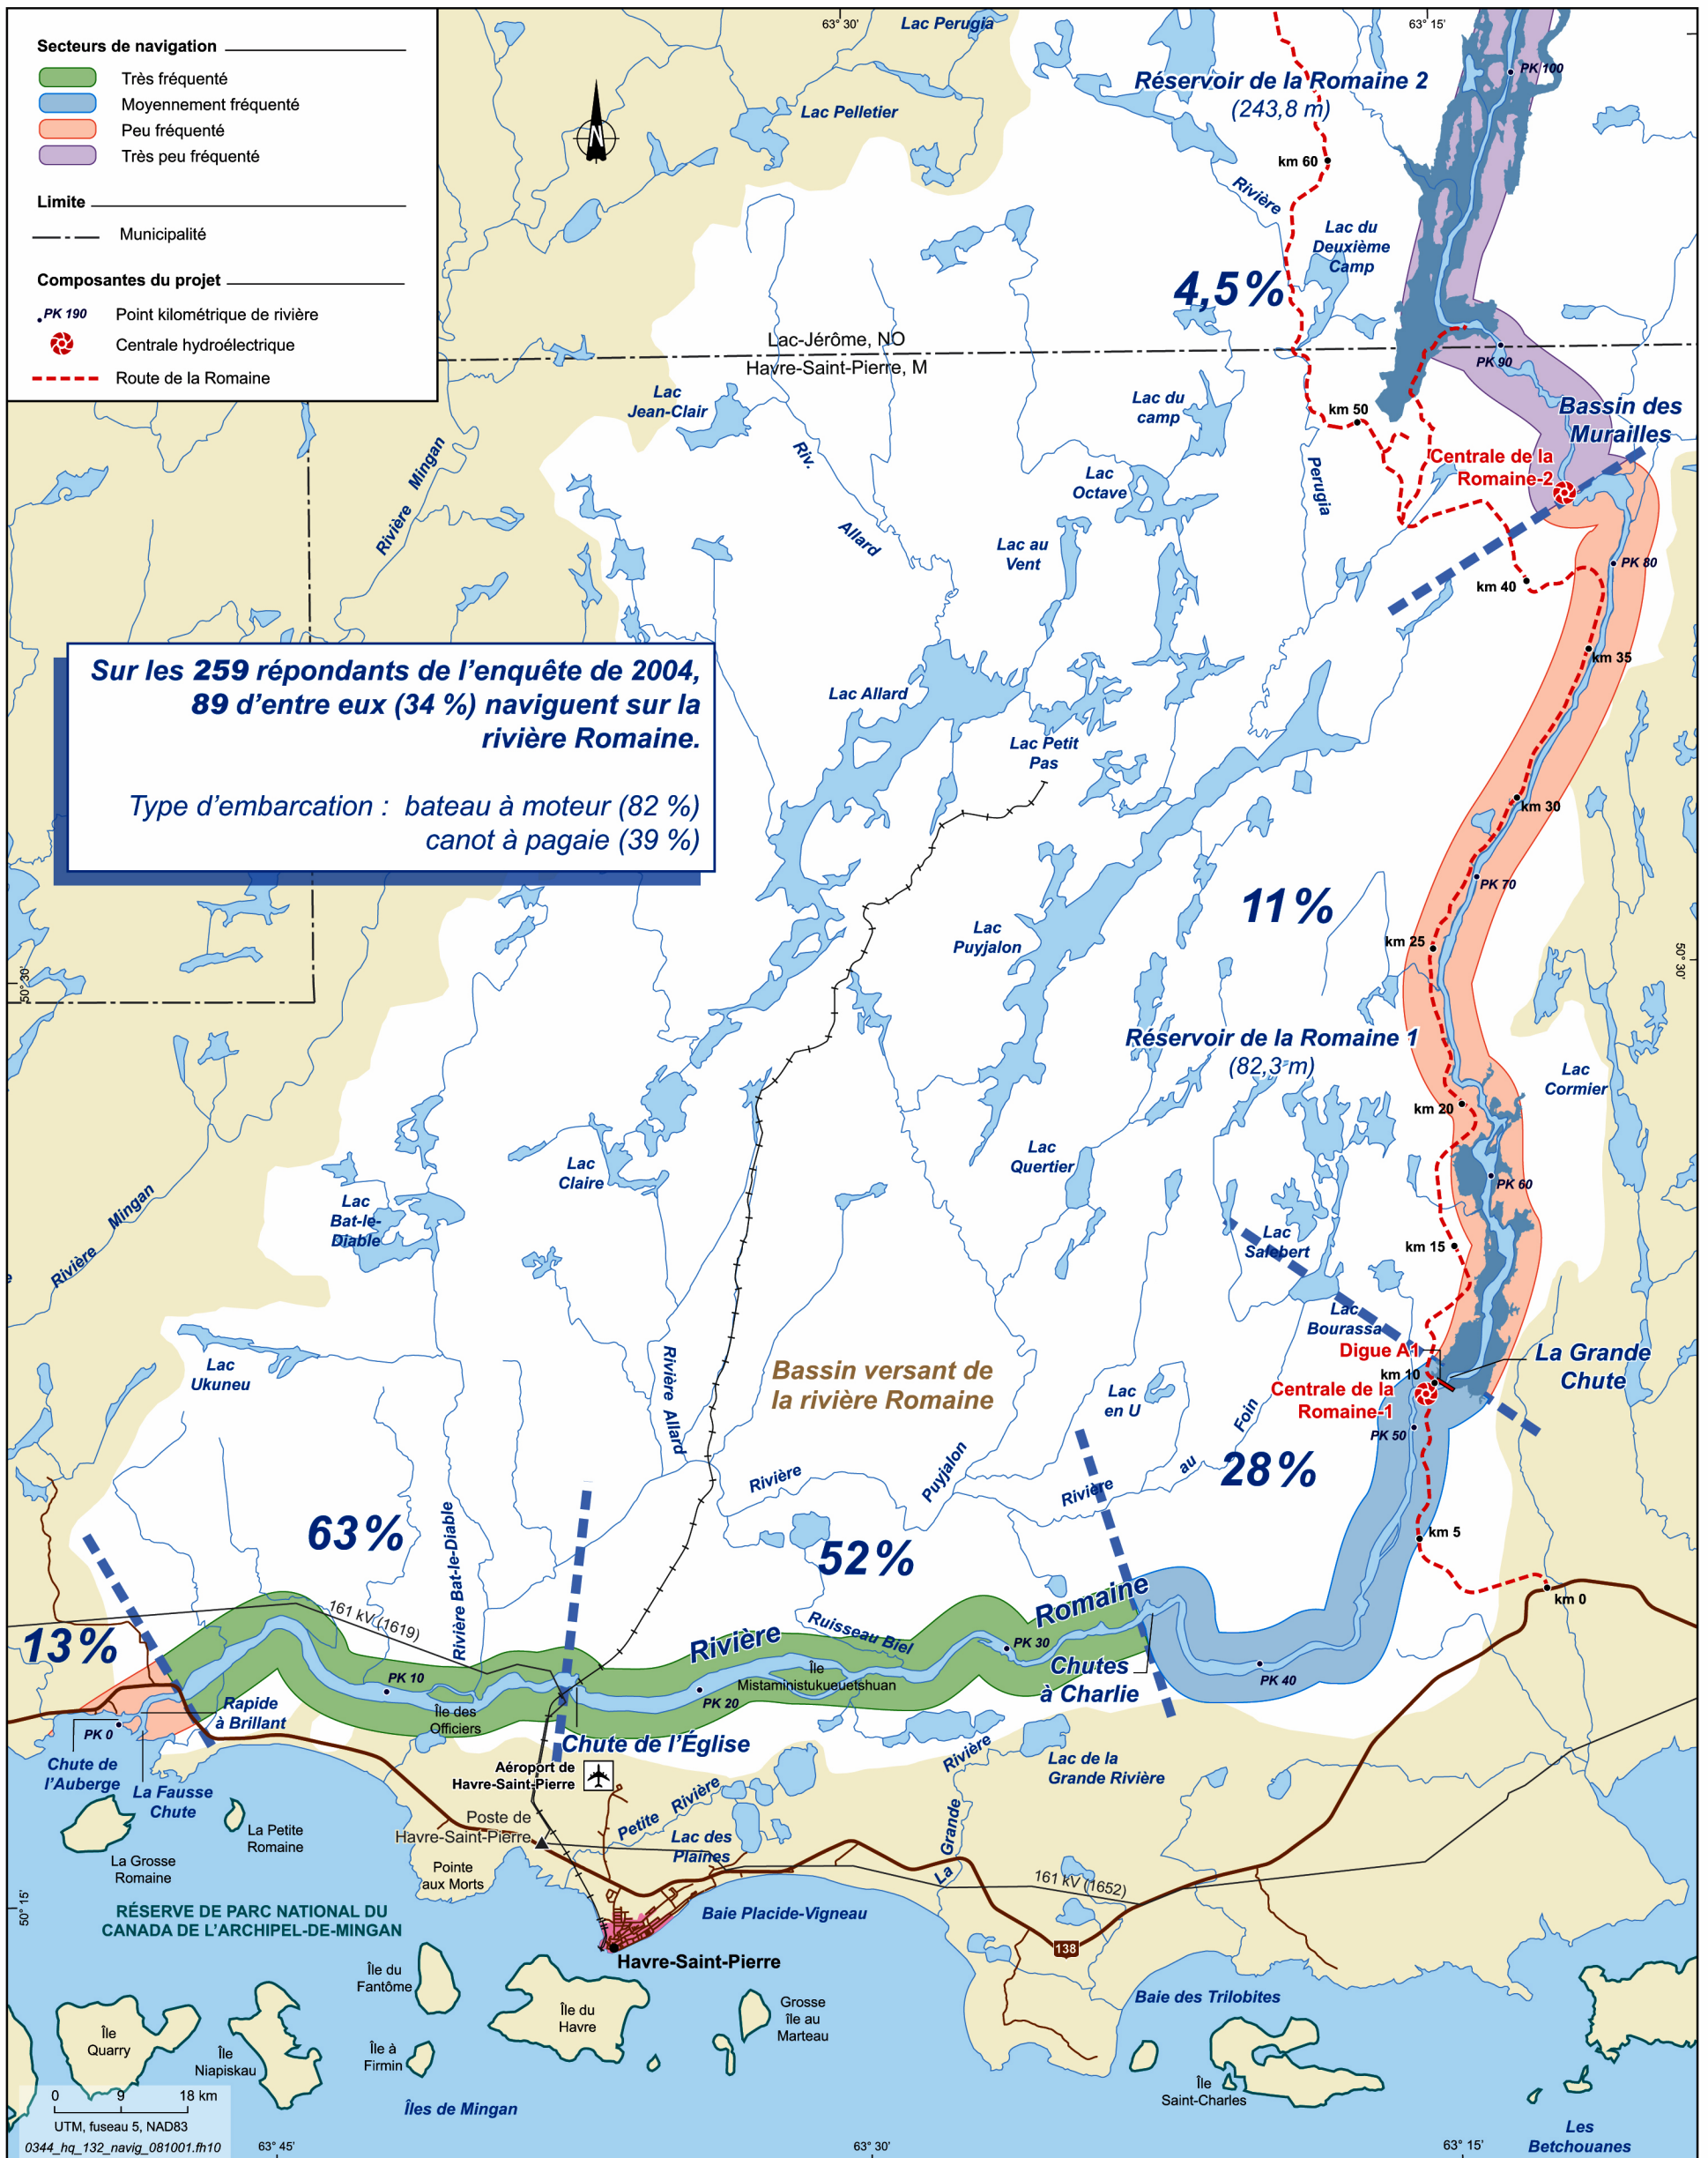 Secteurs de navigation
Très fréquenté
Moyennement fréquenté
Peu fréquenté
Très peu fréquenté
Limite
Municipalité
Composantes du projet
PK 190
Point kilométrique de rivière
Centrale hydroélectrique
Route de la Romaine
N
63° 30'
63° 15'
Lac Perugia
Lac Pelletier
Réservoir de la Romaine 2
(243,8 m)
PK 100
km 60
Rivière
Lac du
Deuxième
Camp
4,5%
Lac-Jérôme, NO
Havre-Saint-Pierre, M
PK 90
Lac
Jean-Clair
Lac du
camp
km 50
Bassin des
Murailles
Centrale de la
Romaine-2
Rivière Mingan
Riv.
Allard
Lac
Octave
Perugia
Lac au
Vent
km 40
PK 80
km 35
Sur les 259 répondants de l'enquête de 2004,
89 d'entre eux (34 %) naviguent sur la
rivière Romaine.
Type d'embarcation : bateau à moteur (82 %)
canot à pagaie (39 %)
Lac Allard
Lac Petit
Pas
km 30
PK 70
11%
Lac
Puyjalon
km 25
50° 30'
50° 30'
Réservoir de la Romaine 1
(82,3 m)
Lac
Cormier
km 20
Lac
Quertier
Lac
Claire
PK 60
Rivière Mingan
Lac
Bat-le-
Diable
Lac
Salebert
km 15
Lac
Bourassa
Digue A1
La Grande
Chute
km 10
Centrale de la
Romaine-1
PK 50
Lac
Ukuneu
Rivière Allard
Bassin versant de
la rivière Romaine
Lac
en U
Rivière
Puyjalon
Rivière
au
Foin
28%
63%
Rivière Bat-le-Diable
52%
km 5
km 0
161 kV (1619)
13%
Rivière
Romaine
Ruisseau Biel
PK 30
PK 10
Île
Mistaministukueuetshuan
PK 20
Chutes
à Charlie
PK 40
Rapide
à Brillant
Île des
Officiers
PK 0
Chute de
l'Auberge
La Fausse
Chute
Chute de l'Église
Aéroport de
Havre-Saint-Pierre
Rivière
Lac de la
Grande Rivière
Petite Rivière
Poste de
Havre-Saint-Pierre
Lac des
Plaines
La Grande
La Petite
Romaine
La Grosse
Romaine
Pointe
aux Morts
161 kV (1652)
50° 15'
RÉSERVE DE PARC NATIONAL DU
CANADA DE L'ARCHIPEL-DE-MINGAN
Baie Placide-Vigneau
138
Havre-Saint-Pierre
Île du
Fantôme
Baie des Trilobites
Île du
Havre
Grosse
île au
Marteau
Île
Quarry
Île
Niapiskau
Île à
Firmin
Île
Saint-Charles
0 9 18 km
UTM, fuseau 5, NAD83
0344_hq_132_navig_081001.fh10
Îles de Mingan
Les
Betchouanes
63° 45'
63° 30'
63° 15'